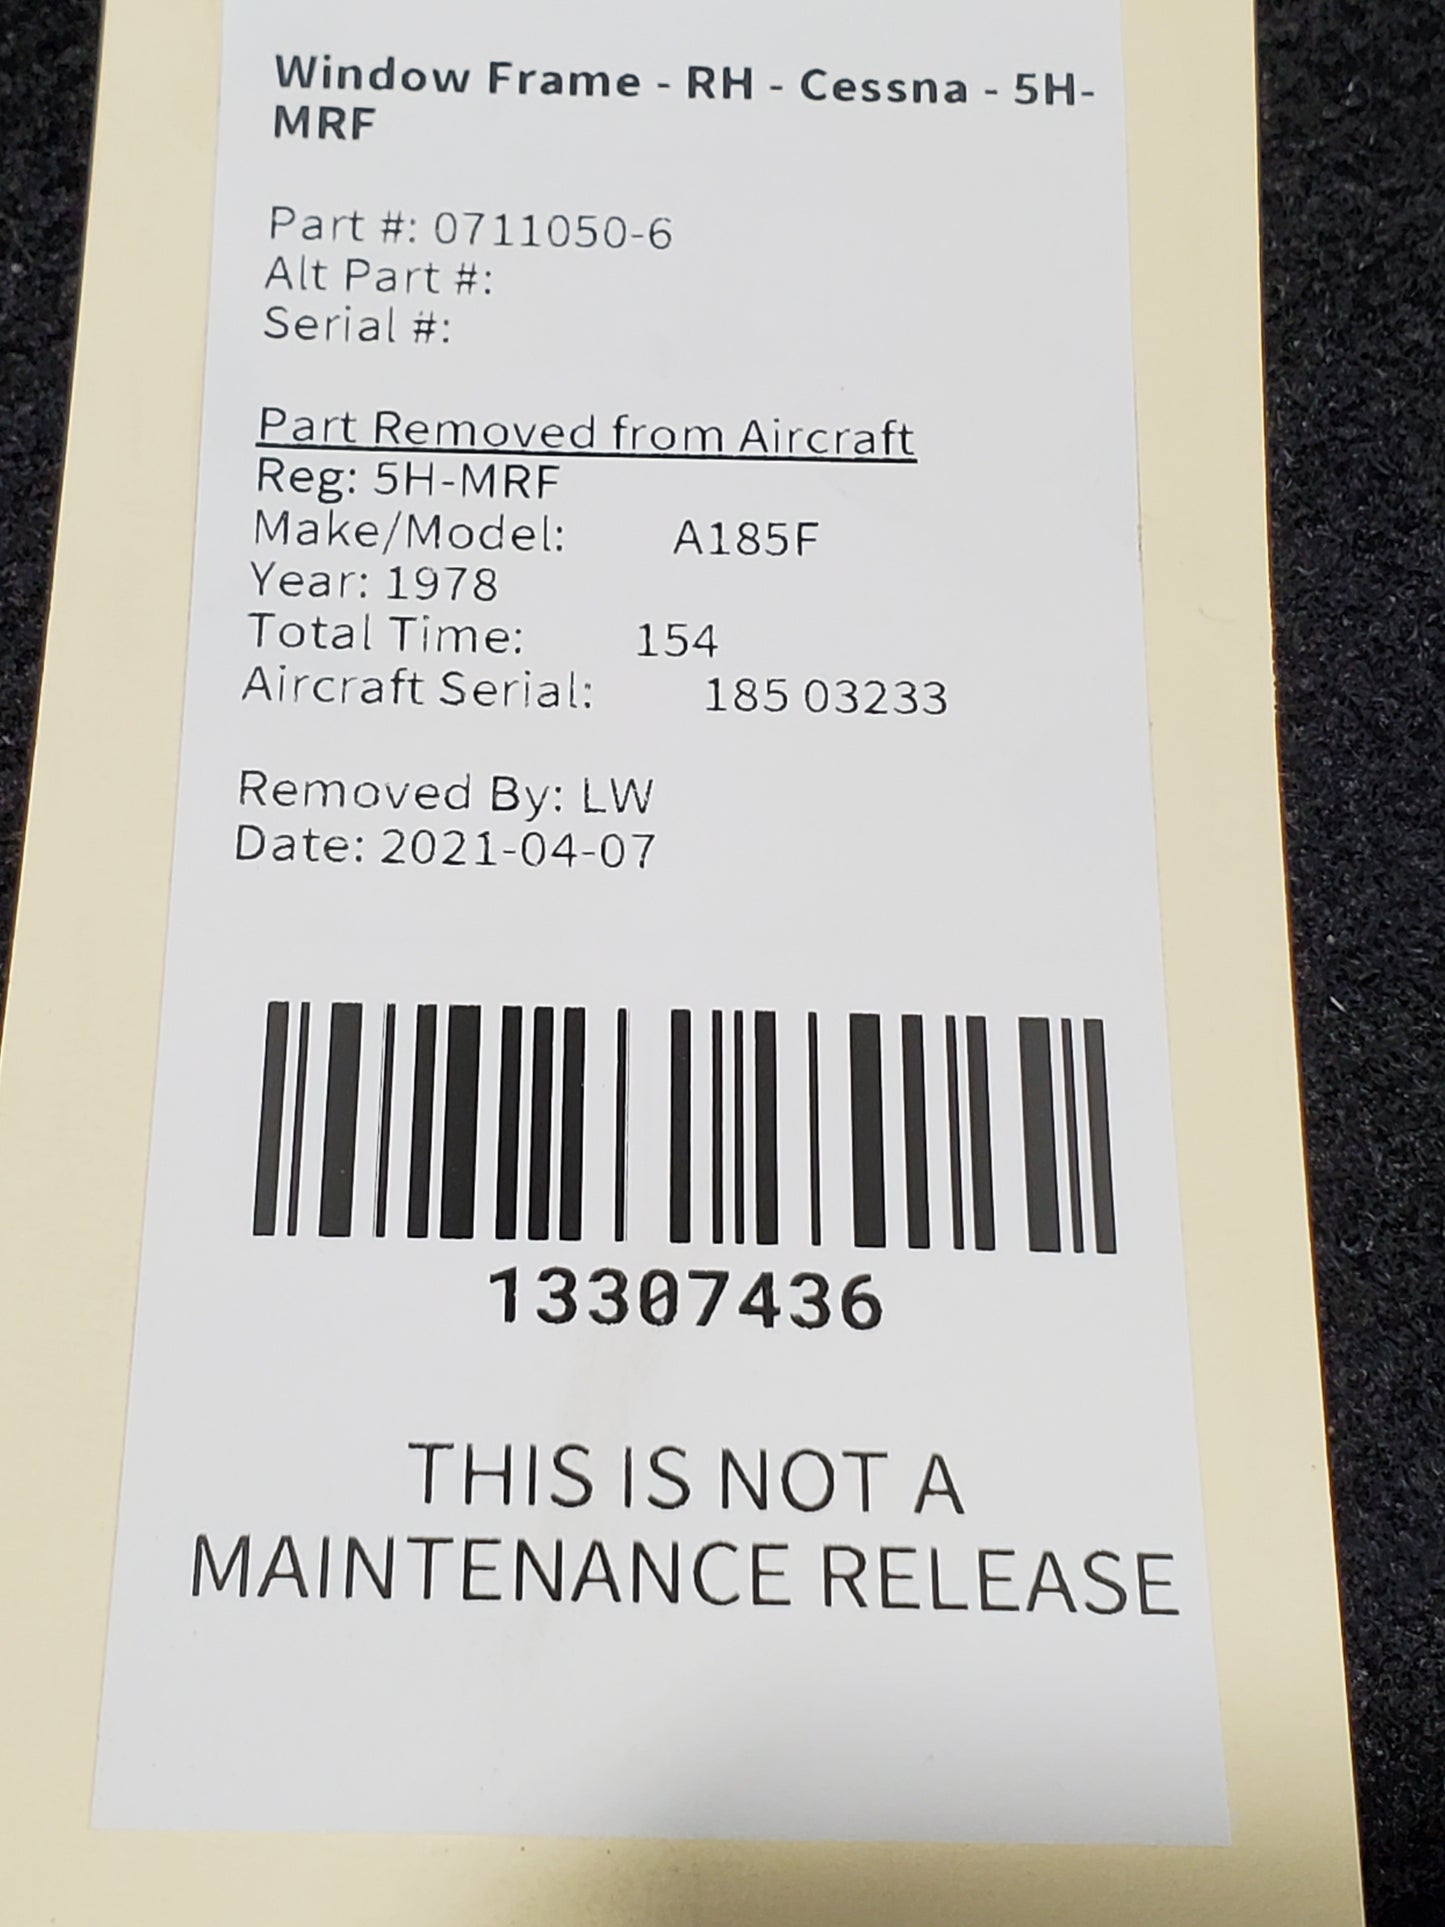 Window Frame - RH - Cessna - 5H-
MRF
Part #: 0711050-6
Alt Part #:
Serial #:
Part Removed from Aircraft
Reg: 5H-MRF
Make/Model: A185F
Year: 1978
Total Time: 154
Aircraft Serial: 185 03233
Removed By: LW
Date: 2021-04-07
13307436
THIS IS NOT A
MAINTENANCE RELEASE